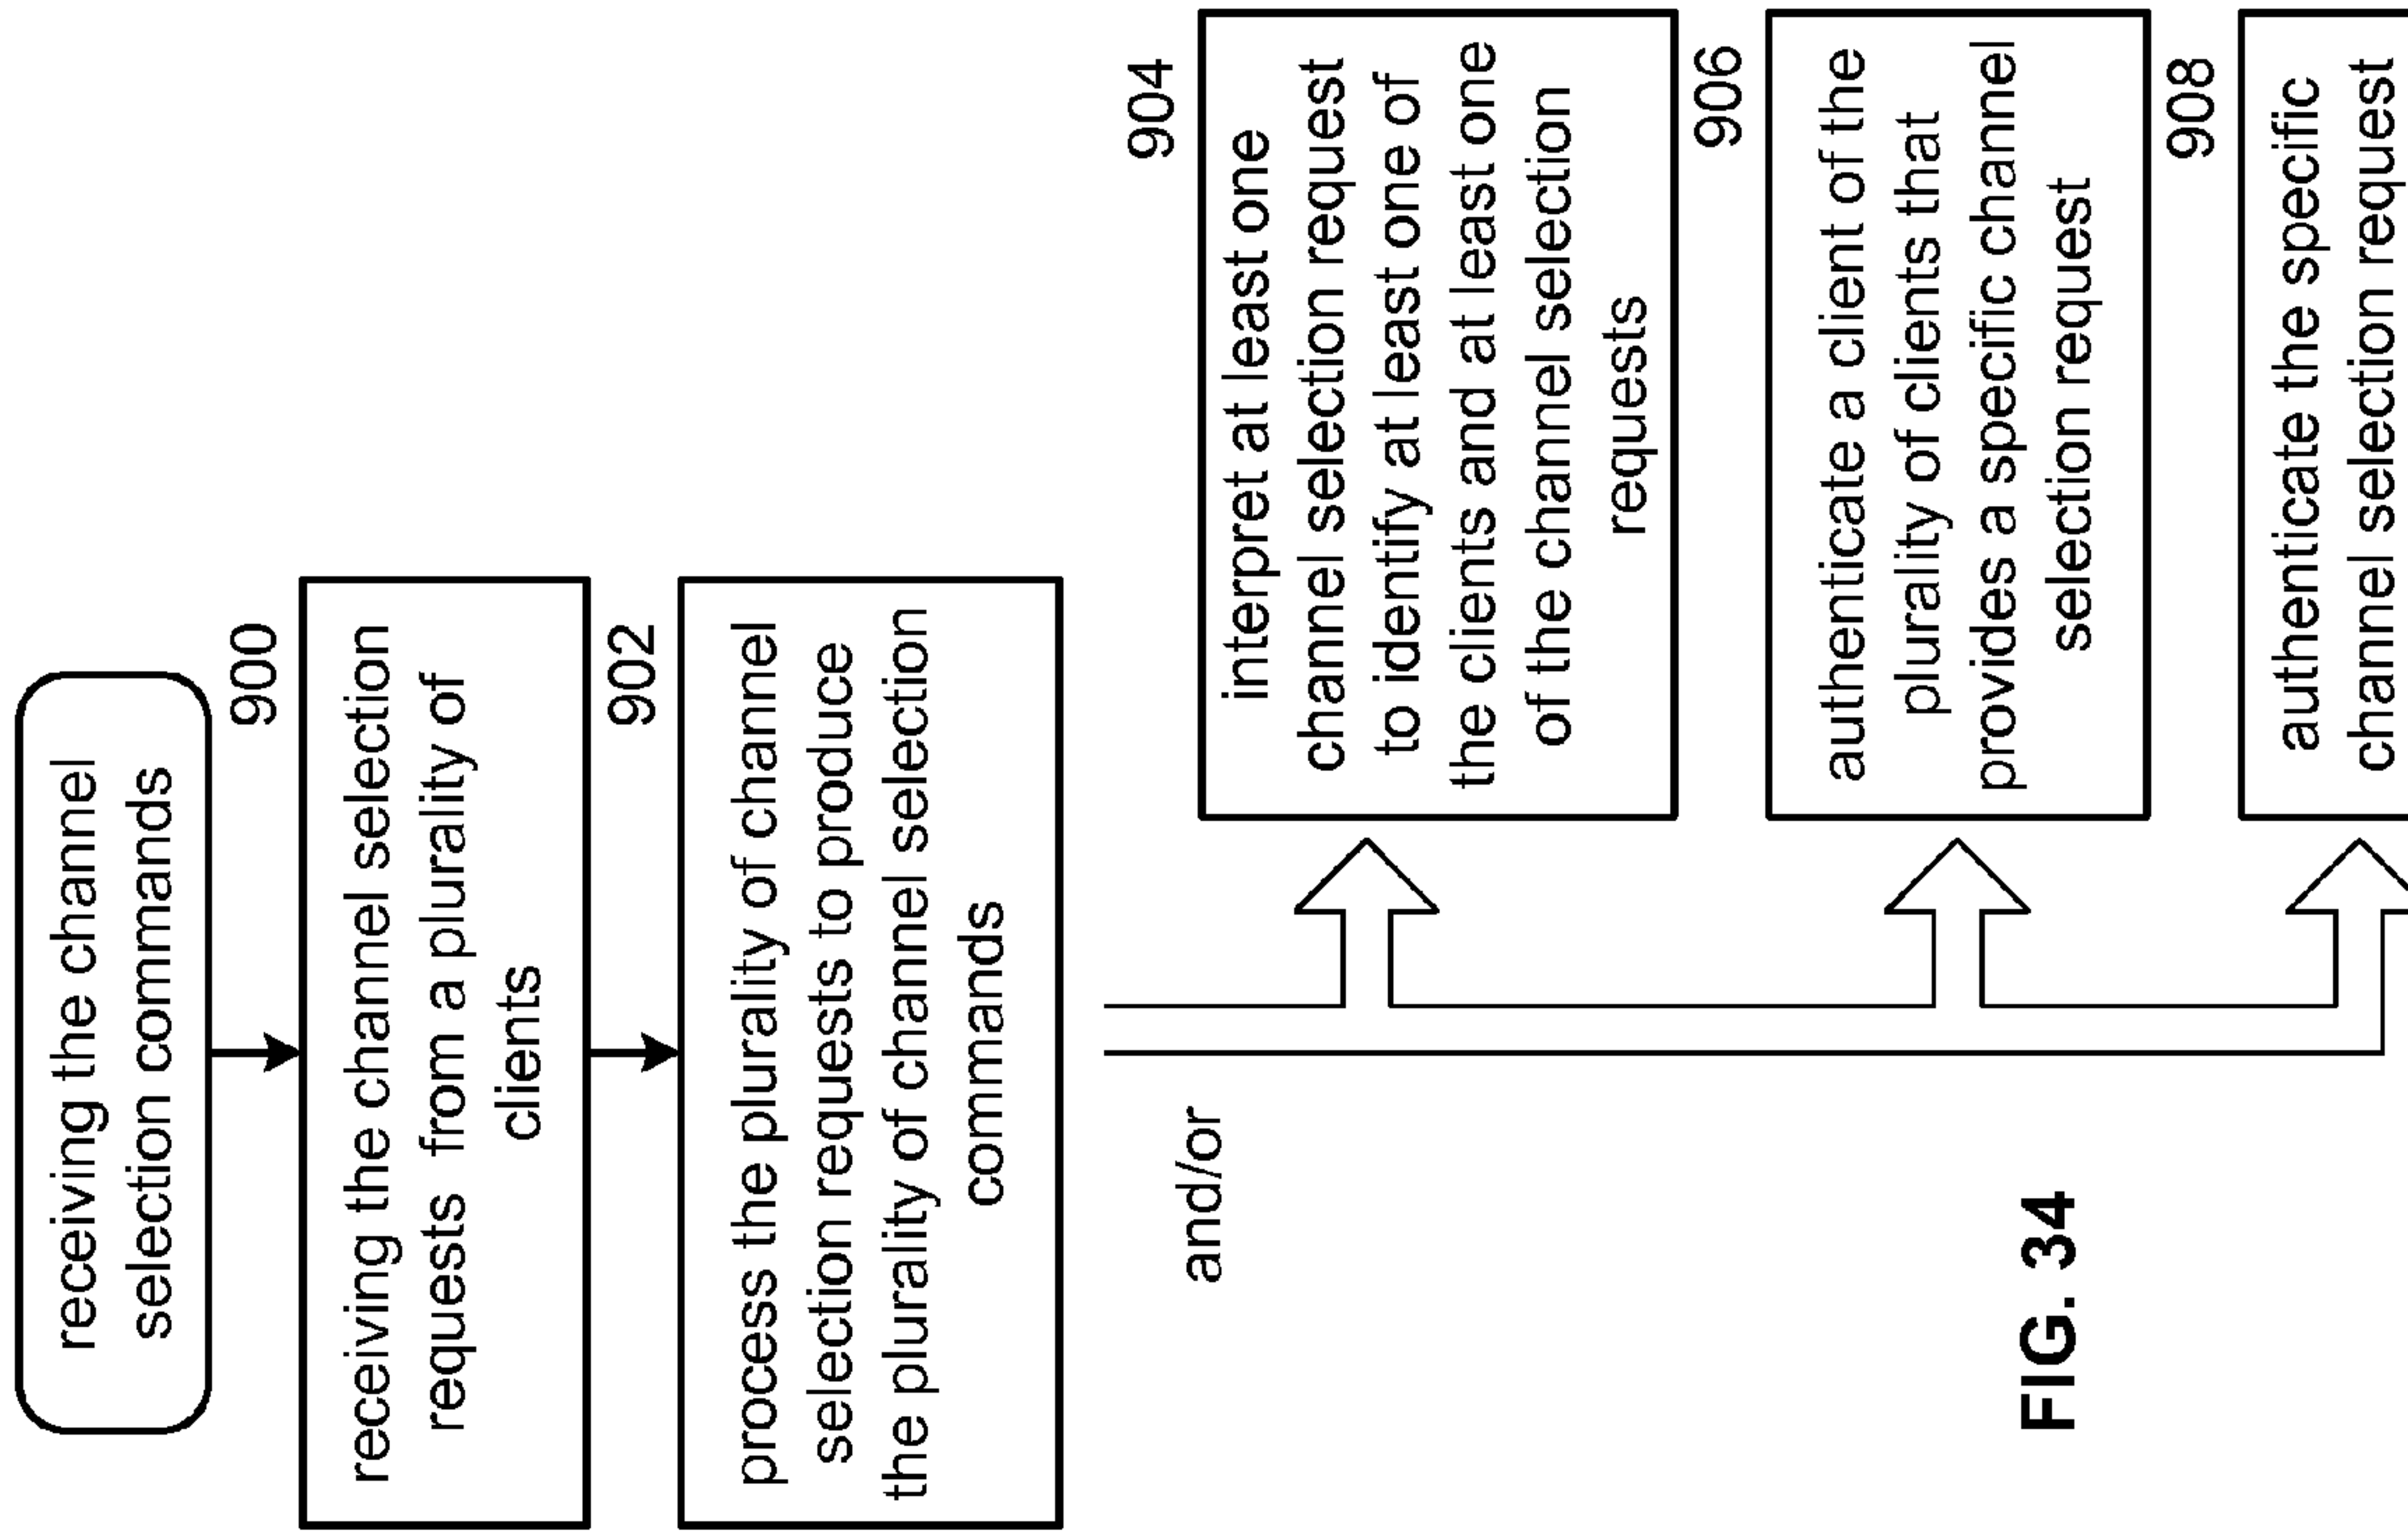 receiving the channel
selection commands
900
receiving the channel selection
requests from a plurality of
clients
902
process the plurality of channel
selection requests to produce
the plurality of channel selection
commands
and/or
904
interpret at least one
channel selection request
to identify at least one of
the clients and at least one
of the channel selection
requests
906
authenticate a client of the
plurality of clients that
provides a specific channel
selection request
908
authenticate the specific
channel selection request
FIG. 34